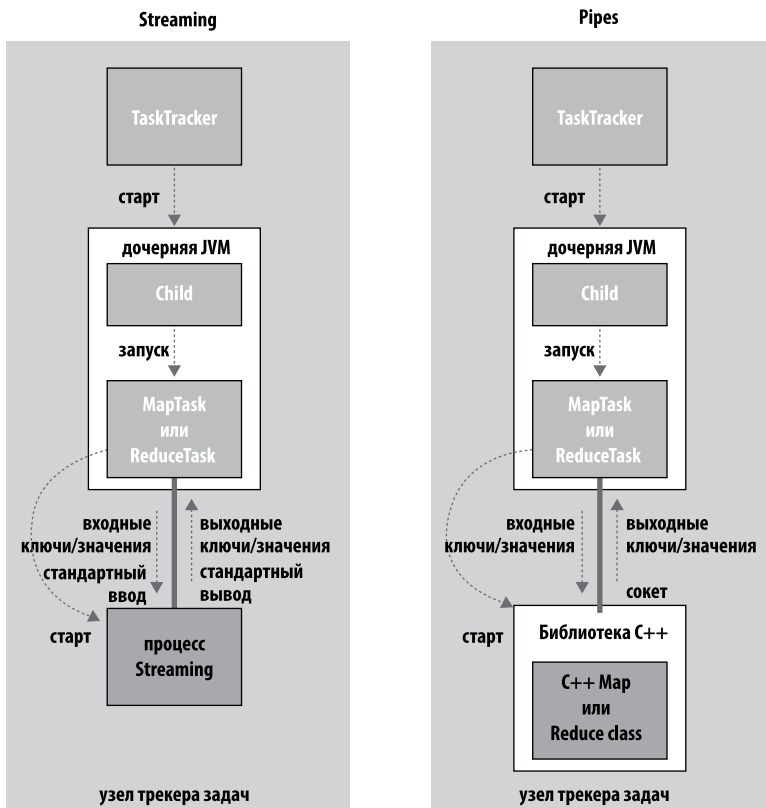 Streaming
TaskTracker
старт
дочерняя JVM
Child
запуск
MapTask
или
ReduceTask
входные
ключи/значения
стандартный
ввод
выходные
ключи/значения
стандартный
вывод
старт
процесс
Streaming
узел трекера задач
Pipes
TaskTracker
старт
дочерняя JVM
Child
запуск
MapTask
или
ReduceTask
входные
ключи/значения
выходные
ключи/значения
сокет
старт
Библиотека C++
C++ Map
или
Reduce class
узел трекера задач